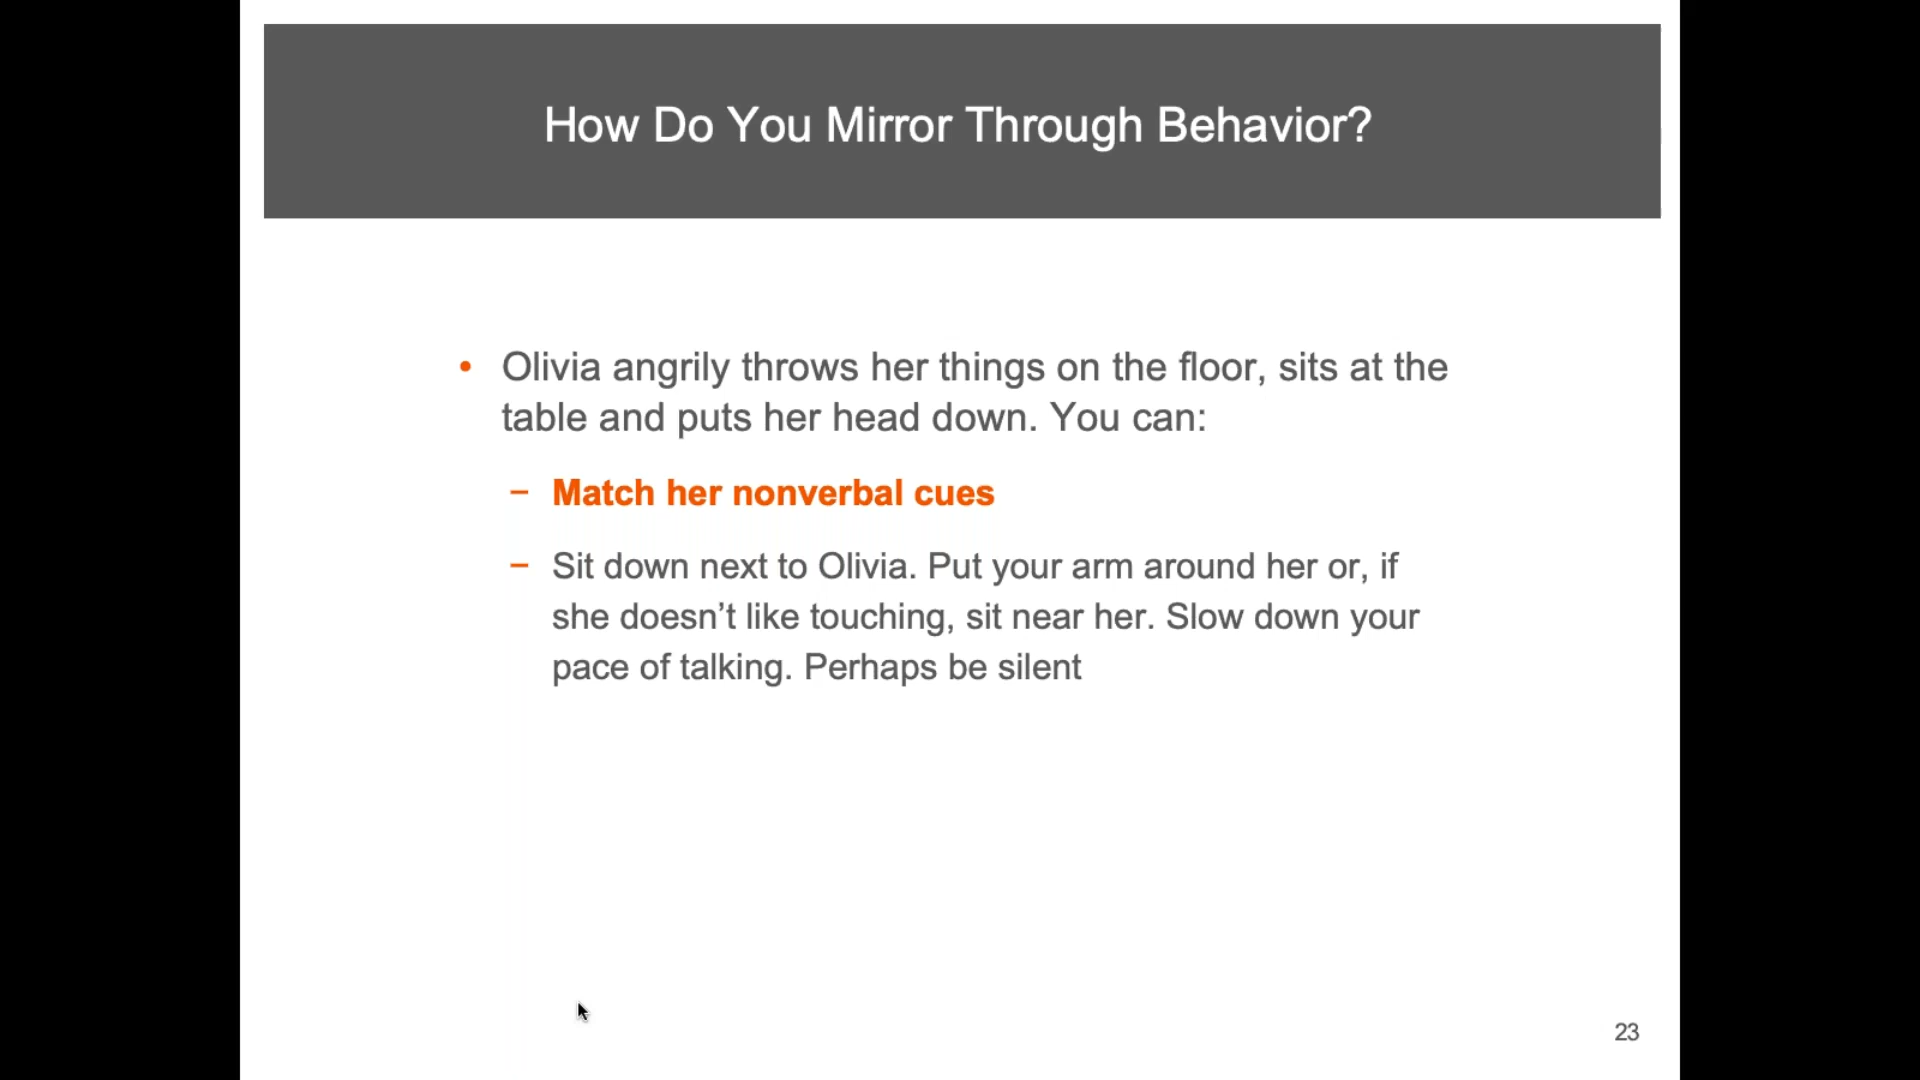 How Do You Mirror Through Behavior?
• Olivia angrily throws her things on the floor, sits at the
table and puts her head down. You can:
– Match her nonverbal cues
– Sit down next to Olivia. Put your arm around her or, if
she doesn’t like touching, sit near her. Slow down your
pace of talking. Perhaps be silent
23